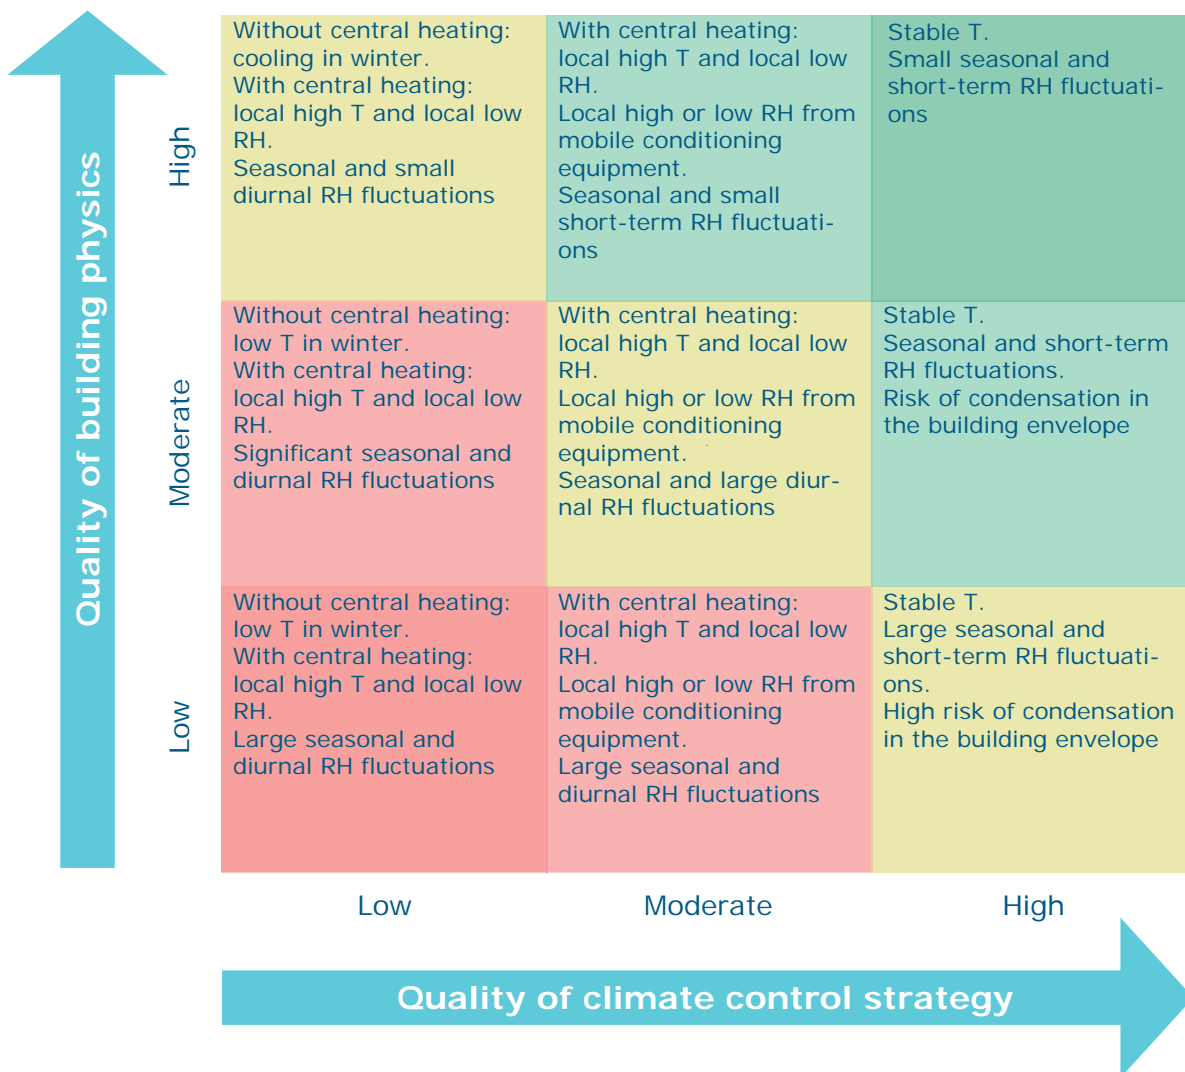 Quality of building physics
High
Without central heating:
cooling in winter.
With central heating:
local high T and local low
RH.
Seasonal and small
diurnal RH fluctuations
With central heating:
local high T and local low
RH.
Local high or low RH from
mobile conditioning
equipment.
Seasonal and small
short-term RH fluctuati-
ons
Stable T.
Small seasonal and
short-term RH fluctuati-
ons
Moderate
Without central heating:
low T in winter.
With central heating:
local high T and local low
RH.
Significant seasonal and
diurnal RH fluctuations
With central heating:
local high T and local low
RH.
Local high or low RH from
mobile conditioning
equipment.
Seasonal and large diur-
nal RH fluctuations
Stable T.
Seasonal and short-term
RH fluctuations.
Risk of condensation in
the building envelope
Low
Without central heating:
low T in winter.
With central heating:
local high T and local low
RH.
Large seasonal and
diurnal RH fluctuations
With central heating:
local high T and local low
RH.
Local high or low RH from
mobile conditioning
equipment.
Large seasonal and
diurnal RH fluctuations
Stable T.
Large seasonal and
short-term RH fluctuati-
ons.
High risk of condensation
in the building envelope
Low
Moderate
High
Quality of climate control strategy